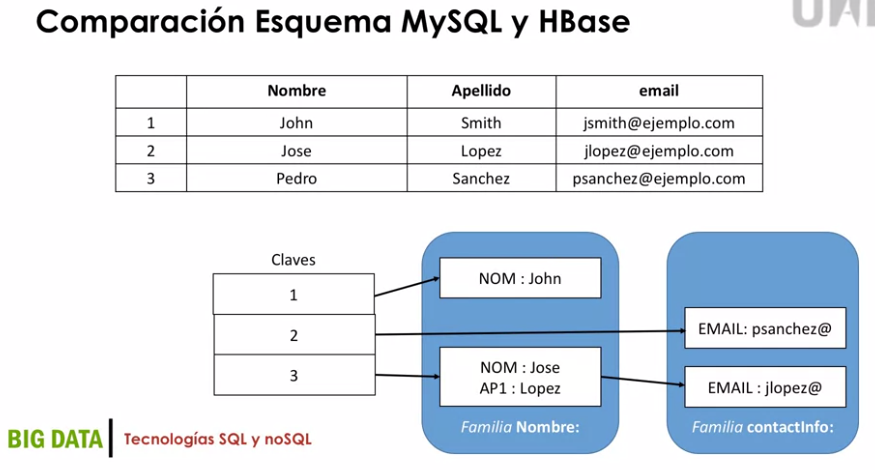 Comparación Esquema MySQL y HBase
Nombre Apellido email
1 John Smith jsmith@ejemplo.com
2 Jose Lopez jlopez@ejemplo.com
3 Pedro Sanchez psanchez@ejemplo.com
Claves
1
NOM : John
2
EMAIL: psanchez@
3
NOM : Jose
AP1 : Lopez
EMAIL : jlopez@
Familia Nombre:
Familia contactInfo:
BIG DATA Tecnologías SQL y noSQL